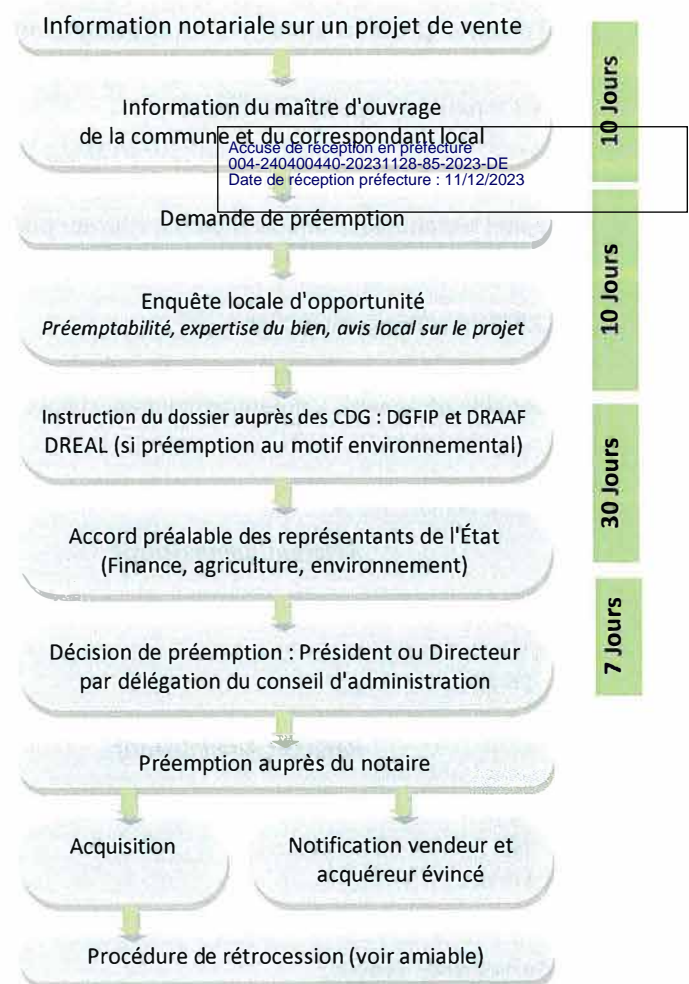 Information notariale sur un projet de vente
Information du maître d'ouvrage
de la commune et du correspondant local
Accusé de réception en préfecture
004-240400440-20231128-85-2023-DE
Date de réception préfecture : 11/12/2023
10 Jours
Demande de préemption
Enquête locale d'opportunité
Préemptabilité, expertise du bien, avis local sur le projet
10 Jours
Instruction du dossier auprès des CDG : DGFIP et DRAAF
DREAL (si préemption au motif environnemental)
30 Jours
Accord préalable des représentants de l'État
(Finance, agriculture, environnement)
Décision de préemption : Président ou Directeur
par délégation du conseil d'administration
7 Jours
Préemption auprès du notaire
Acquisition
Notification vendeur et
acquéreur évincé
Procédure de rétrocession (voir amiable)